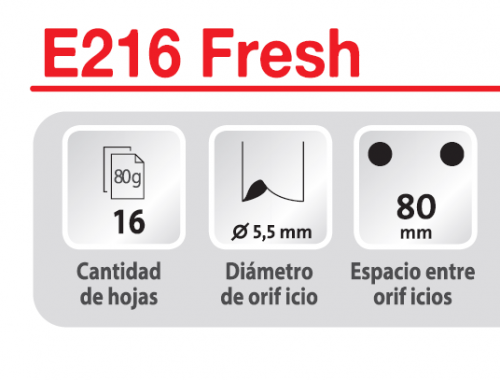 E216 Fresh
80g
16
Ø 5,5 mm
80
mm
Cantidad
de hojas
Diámetro
de orif icio
Espacio entre
orif icios